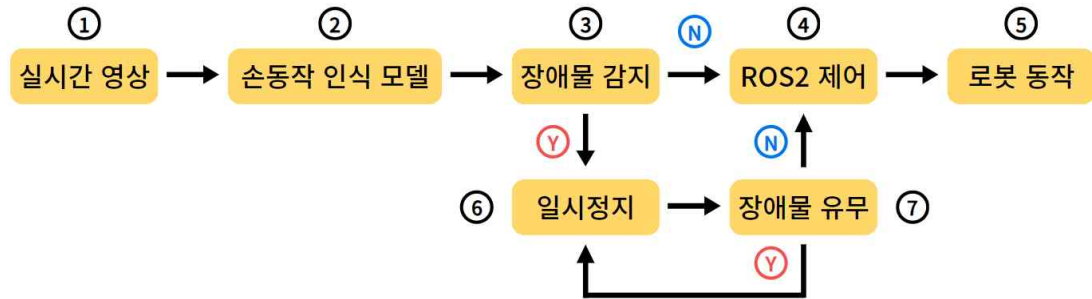 ① ② ③ Ⓝ ④ ⑤
실시간 영상 손동작 인식 모델 장애물 감지 ROS2 제어 로봇 동작
Ⓨ Ⓝ
⑥ 일시정지 장애물 유무 ⑦
Ⓨ